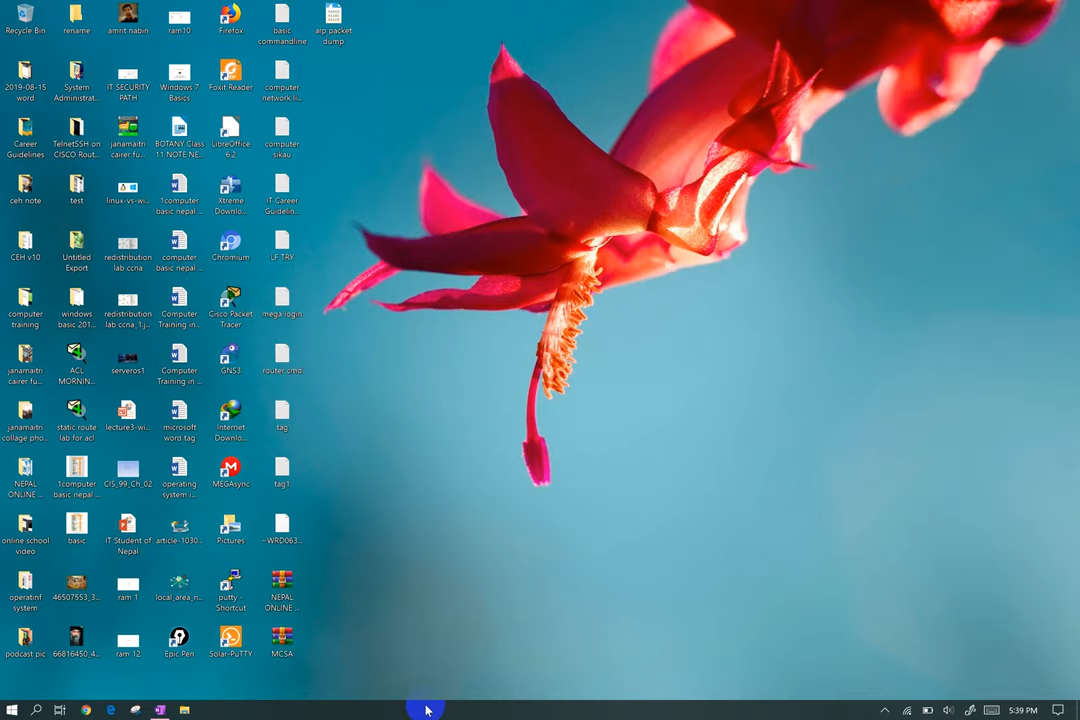 Recycle Bin
rename
amrit nabin
ram10
Firefox
basic
commandline
arp packet
dump
2019-08-15
word
System
Administrat...
IT SECURITY
PATH
Windows 7
Basics
Foxit Reader
computer
network li...
Career
Guidelines
TelnetSSH on
CISCO Rout...
janamaitri
cairer fu...
BOTANY Class
11 NOTE NE...
LibreOffice
6.2
computer
sikau
ceh note
test
linux-vs-wi...
1computer
basic nepal ...
Xtreme
Downlo...
IT Career
Guidelin...
CEH v10
Untitled
Export
redistribution
lab ccna
computer
basic nepal ...
Chromium
LF TRY
computer
training
windows
basic 201...
redistribution
lab ccna_1.j...
Computer
Training in...
Cisco Packet
Tracer
mega login
janamaitri
cairer fu...
ACL
MORNIN...
serveros1
Computer
Training in ...
GNS3
router cmd
janamaitri
collage pho...
static route
lab for acl
lecture3-wi...
microsoft
word tag
Internet
Downlo...
tag
NEPAL
ONLINE ...
1computer
basic nepal...
CIS_99_Ch_02
operating
system i...
MEGAsync
tag1
online school
video
basic
IT Student of
Nepal
article-1030...
Pictures
~WRD063...
operatinf
system
46507553_3...
ram 1
local_area_n...
putty -
Shortcut
NEPAL
ONLINE ...
podcast pic
66816450_4...
ram 12
Epic Pen
Solar-PuTTY
MCSA
5:39 PM